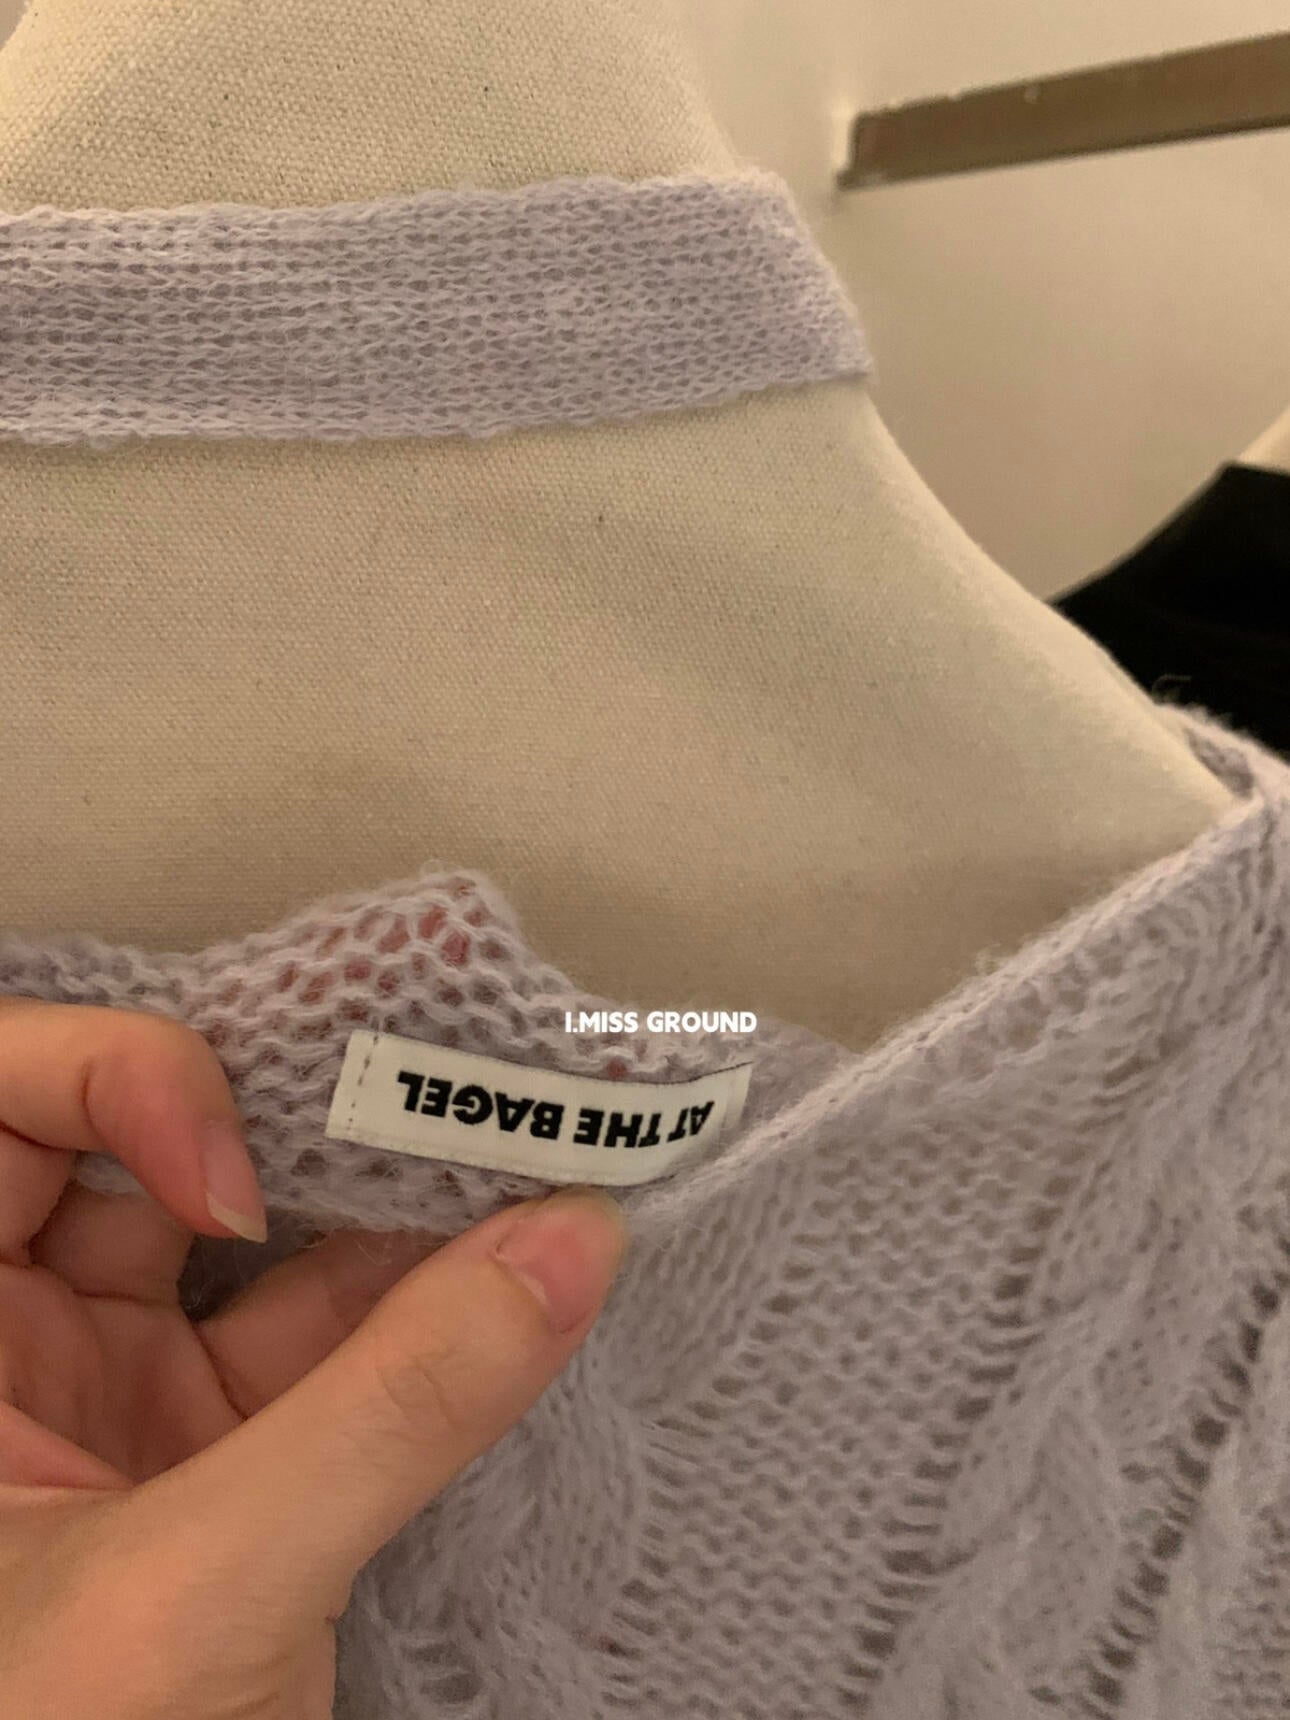 I.MISS GROUND
AT THE BAGEL